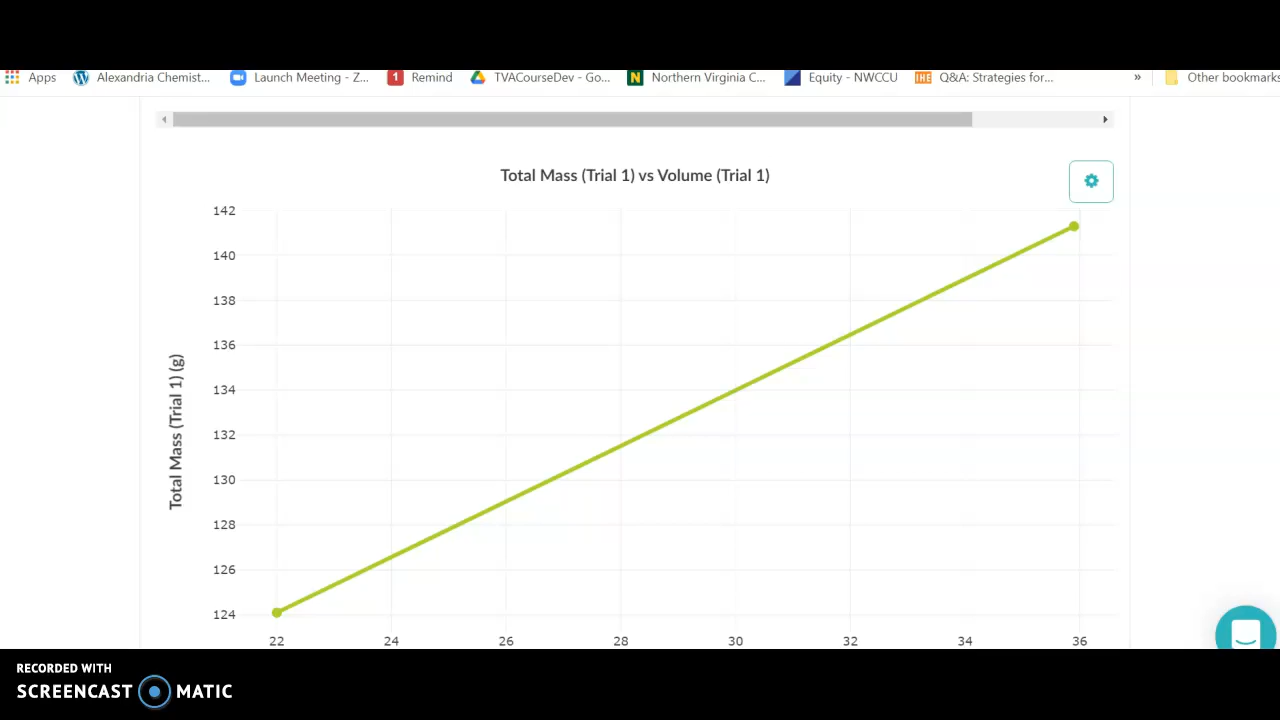 Apps Alexandria Chemist... Launch Meeting - Z... 1 Remind TVACourseDev - Go... N Northern Virginia C... Equity - NWCCU IHE Q&A: Strategies for... » Other bookmarks
Total Mass (Trial 1) vs Volume (Trial 1)
Total Mass (Trial 1) (g)
142
140
138
136
134
132
130
128
126
124
22 24 26 28 30 32 34 36
RECORDED WITH
SCREENCAST MATIC